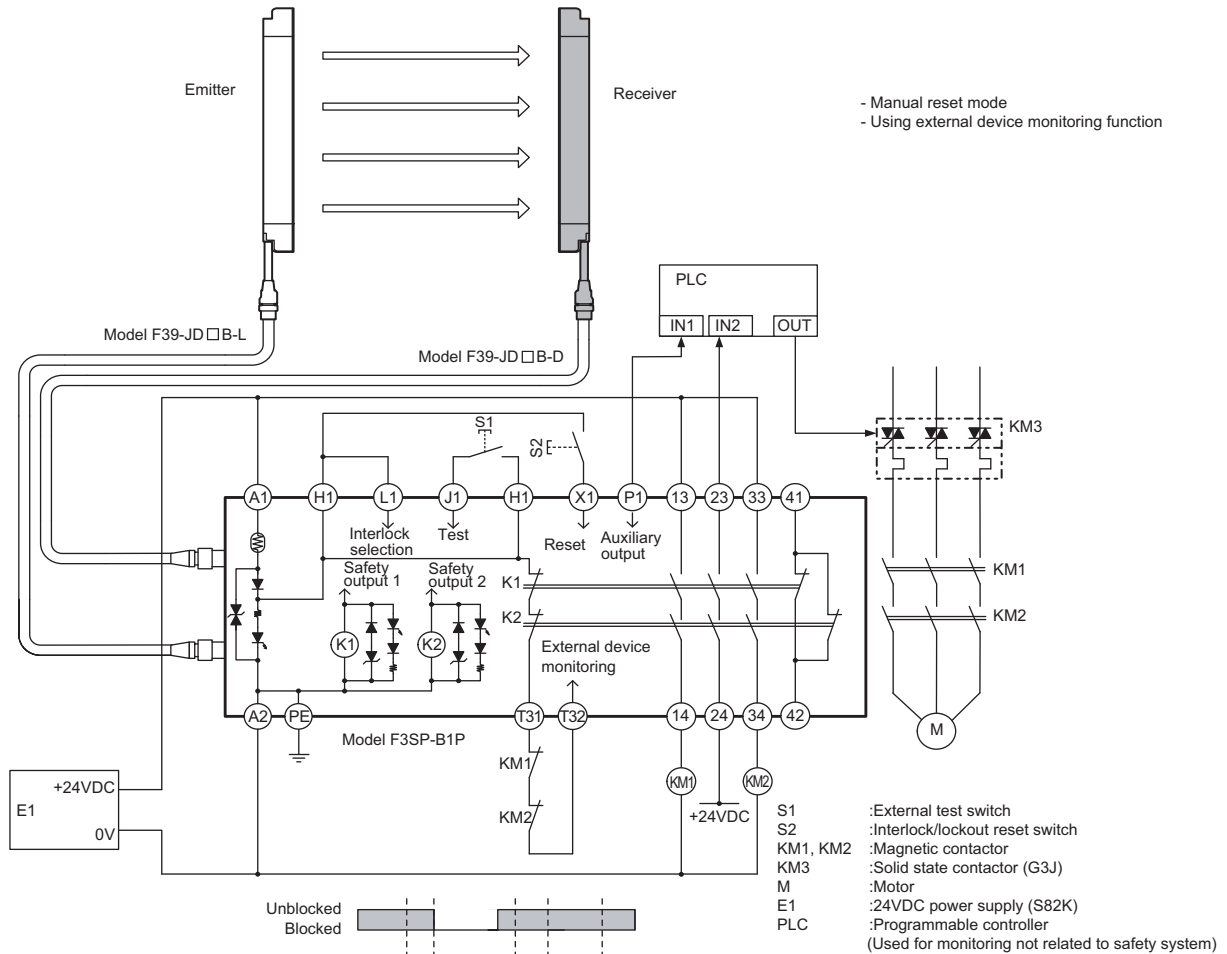 Emitter
Receiver
- Manual reset mode
- Using external device monitoring function
PLC
IN1 IN2 OUT
Model F39-JD□B-L
Model F39-JD□B-D
KM3
S1
S2
A1 H1 L1 J1 H1 X1 P1 13 23 33 41
Interlock selection
Test
Reset
Auxiliary output
Safety output 1
Safety output 2
K1
K2
K1
K2
External device monitoring
KM1
KM2
M
A2 PE T31 T32 14 24 34 42
Model F3SP-B1P
KM1
KM2
KM1
KM2
+24VDC
E1
+24VDC
0V
S1 :External test switch
S2 :Interlock/lockout reset switch
KM1, KM2 :Magnetic contactor
KM3 :Solid state contactor (G3J)
M :Motor
E1 :24VDC power supply (S82K)
PLC :Programmable controller
(Used for monitoring not related to safety system)
Unblocked
Blocked